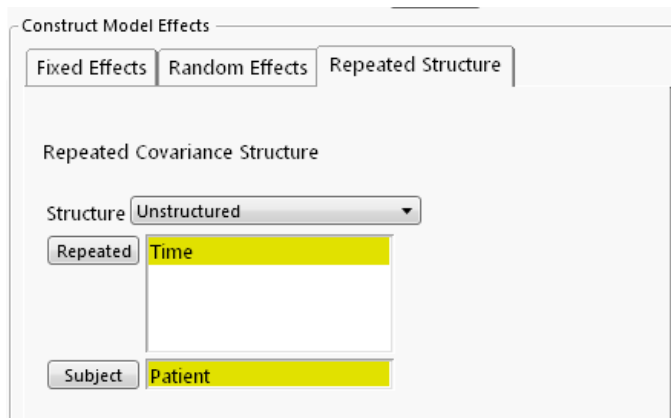 Construct Model Effects
Fixed Effects Random Effects Repeated Structure
Repeated Covariance Structure
Structure Unstructured
Repeated Time
Subject Patient